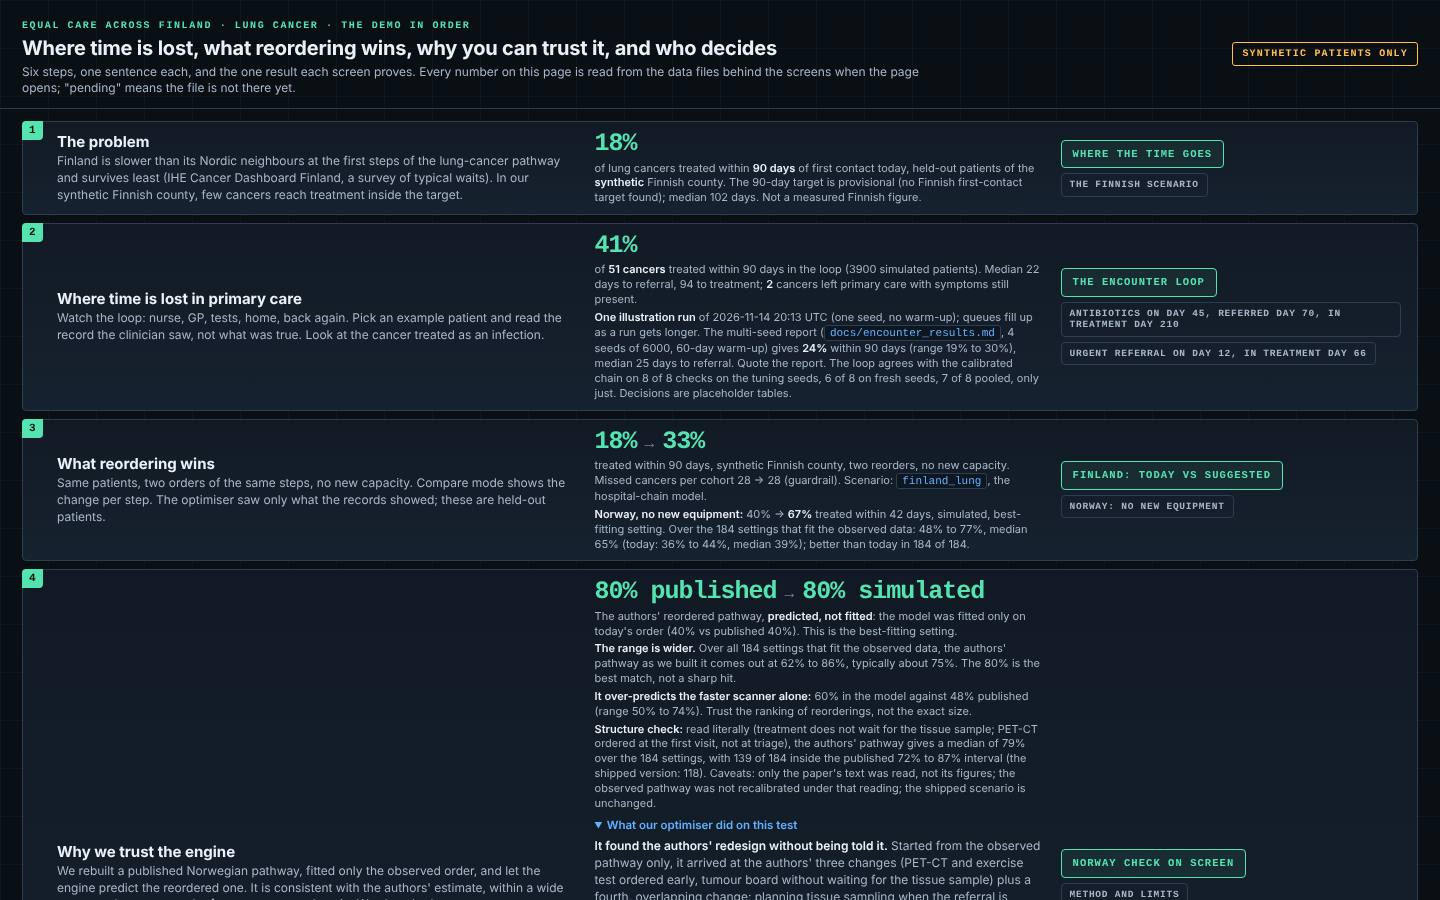 EQUAL CARE ACROSS FINLAND · LUNG CANCER · THE DEMO IN ORDER
Where time is lost, what reordering wins, why you can trust it, and who decides
Six steps, one sentence each, and the one result each screen proves. Every number on this page is read from the data files behind the screens when the page
opens; "pending" means the file is not there yet.
SYNTHETIC PATIENTS ONLY
1
The problem
Finland is slower than its Nordic neighbours at the first steps of the lung-cancer pathway
and survives least (IHE Cancer Dashboard Finland, a survey of typical waits). In our
synthetic Finnish county, few cancers reach treatment inside the target.
18%
of lung cancers treated within 90 days of first contact today, held-out patients of the
synthetic Finnish county. The 90-day target is provisional (no Finnish first-contact
target found); median 102 days. Not a measured Finnish figure.
WHERE THE TIME GOES
THE FINNISH SCENARIO
2
Where time is lost in primary care
Watch the loop: nurse, GP, tests, home, back again. Pick an example patient and read the
record the clinician saw, not what was true. Look at the cancer treated as an infection.
41%
of 51 cancers treated within 90 days in the loop (3900 simulated patients). Median 22
days to referral, 94 to treatment; 2 cancers left primary care with symptoms still
present.
One illustration run of 2026-11-14 20:13 UTC (one seed, no warm-up); queues fill up
as a run gets longer. The multi-seed report ( docs/encounter_results.md , 4
seeds of 6000, 60-day warm-up) gives 24% within 90 days (range 19% to 30%),
median 25 days to referral. Quote the report. The loop agrees with the calibrated
chain on 8 of 8 checks on the tuning seeds, 6 of 8 on fresh seeds, 7 of 8 pooled, only
just. Decisions are placeholder tables.
THE ENCOUNTER LOOP
ANTIBIOTICS ON DAY 45, REFERRED DAY 70, IN
TREATMENT DAY 210
URGENT REFERRAL ON DAY 12, IN TREATMENT DAY 66
3
What reordering wins
Same patients, two orders of the same steps, no new capacity. Compare mode shows the
change per step. The optimiser saw only what the records showed; these are held-out
patients.
18% → 33%
treated within 90 days, synthetic Finnish county, two reorders, no new capacity.
Missed cancers per cohort 28 → 28 (guardrail). Scenario: finland_lung , the
hospital-chain model.
Norway, no new equipment: 40% → 67% treated within 42 days, simulated, best-
fitting setting. Over the 184 settings that fit the observed data: 48% to 77%, median
65% (today: 36% to 44%, median 39%); better than today in 184 of 184.
FINLAND: TODAY VS SUGGESTED
NORWAY: NO NEW EQUIPMENT
4
Why we trust the engine
We rebuilt a published Norwegian pathway, fitted only the observed order, and let the
engine predict the reordered one. It is consistent with the authors' estimate, within a wide
80% published → 80% simulated
The authors' reordered pathway, predicted, not fitted: the model was fitted only on
today's order (40% vs published 40%). This is the best-fitting setting.
The range is wider. Over all 184 settings that fit the observed data, the authors'
pathway as we built it comes out at 62% to 86%, typically about 75%. The 80% is the
best match, not a sharp hit.
It over-predicts the faster scanner alone: 60% in the model against 48% published
(range 50% to 74%). Trust the ranking of reorderings, not the exact size.
Structure check: read literally (treatment does not wait for the tissue sample; PET-CT
ordered at the first visit, not at triage), the authors' pathway gives a median of 79%
over the 184 settings, with 139 of 184 inside the published 72% to 87% interval (the
shipped version: 118). Caveats: only the paper's text was read, not its figures; the
observed pathway was not recalibrated under that reading; the shipped scenario is
unchanged.
▼ What our optimiser did on this test
It found the authors' redesign without being told it. Started from the observed
pathway only, it arrived at the authors' three changes (PET-CT and exercise
test ordered early, tumour board without waiting for the tissue sample) plus a
fourth, overlapping change: planning tissue sampling when the referral is
NORWAY CHECK ON SCREEN
METHOD AND LIMITS